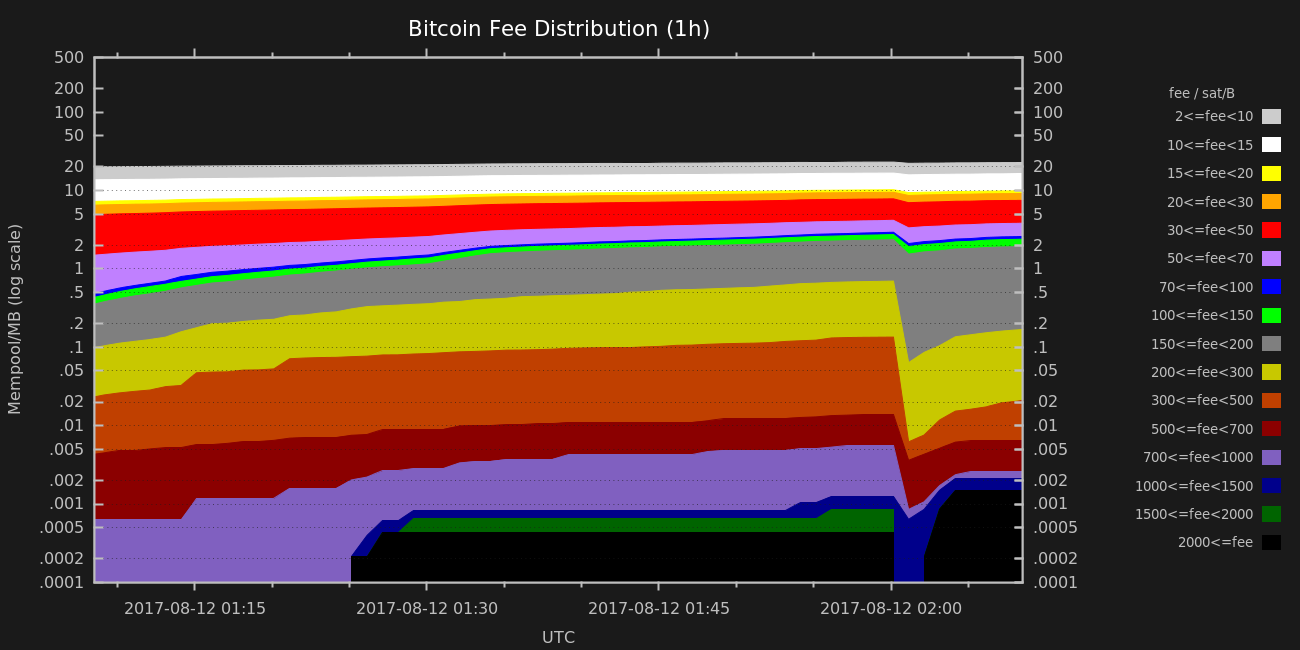 Bitcoin Fee Distribution (1h)
500
200
100
50
20
10
5
2
1
.5
.2
.1
.05
.02
.01
.005
.002
.001
.0005
.0002
.0001
Mempool/MB (log scale)
500
200
100
50
20
10
5
2
1
.5
.2
.1
.05
.02
.01
.005
.002
.001
.0005
.0002
.0001
2017-08-12 01:15 2017-08-12 01:30 2017-08-12 01:45 2017-08-12 02:00
UTC
fee / sat/B
2<=fee<10
10<=fee<15
15<=fee<20
20<=fee<30
30<=fee<50
50<=fee<70
70<=fee<100
100<=fee<150
150<=fee<200
200<=fee<300
300<=fee<500
500<=fee<700
700<=fee<1000
1000<=fee<1500
1500<=fee<2000
2000<=fee